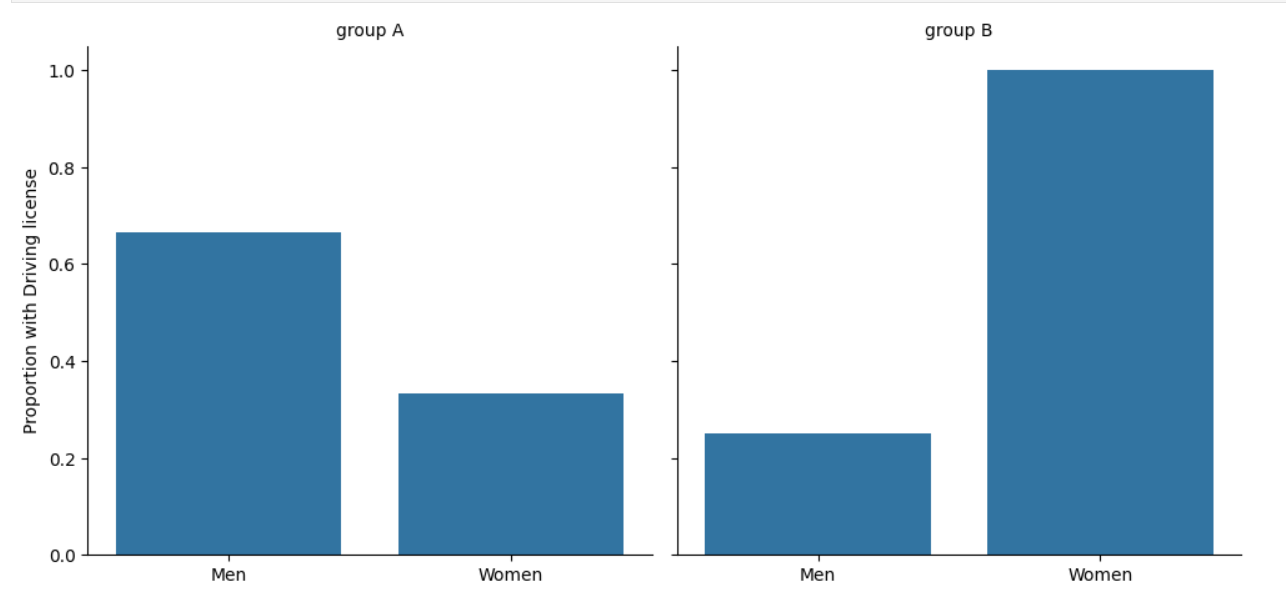 group A
group B
Proportion with Driving license
1.0
0.8
0.6
0.4
0.2
0.0
Men
Women
Men
Women